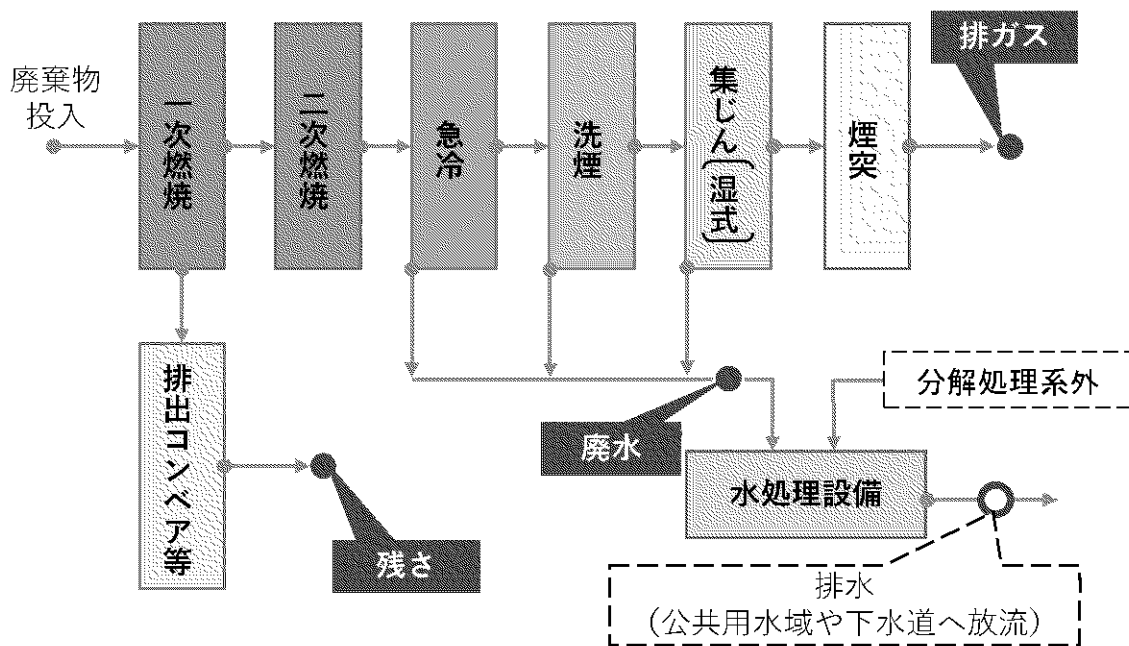 廃棄物
投入
一次燃焼
二次燃焼
急冷
洗煙
集じん(湿式)
煙突
排ガス
排出コンベア等
残さ
廃水
分解処理系外
水処理設備
排水
(公共用水域や下水道へ放流)